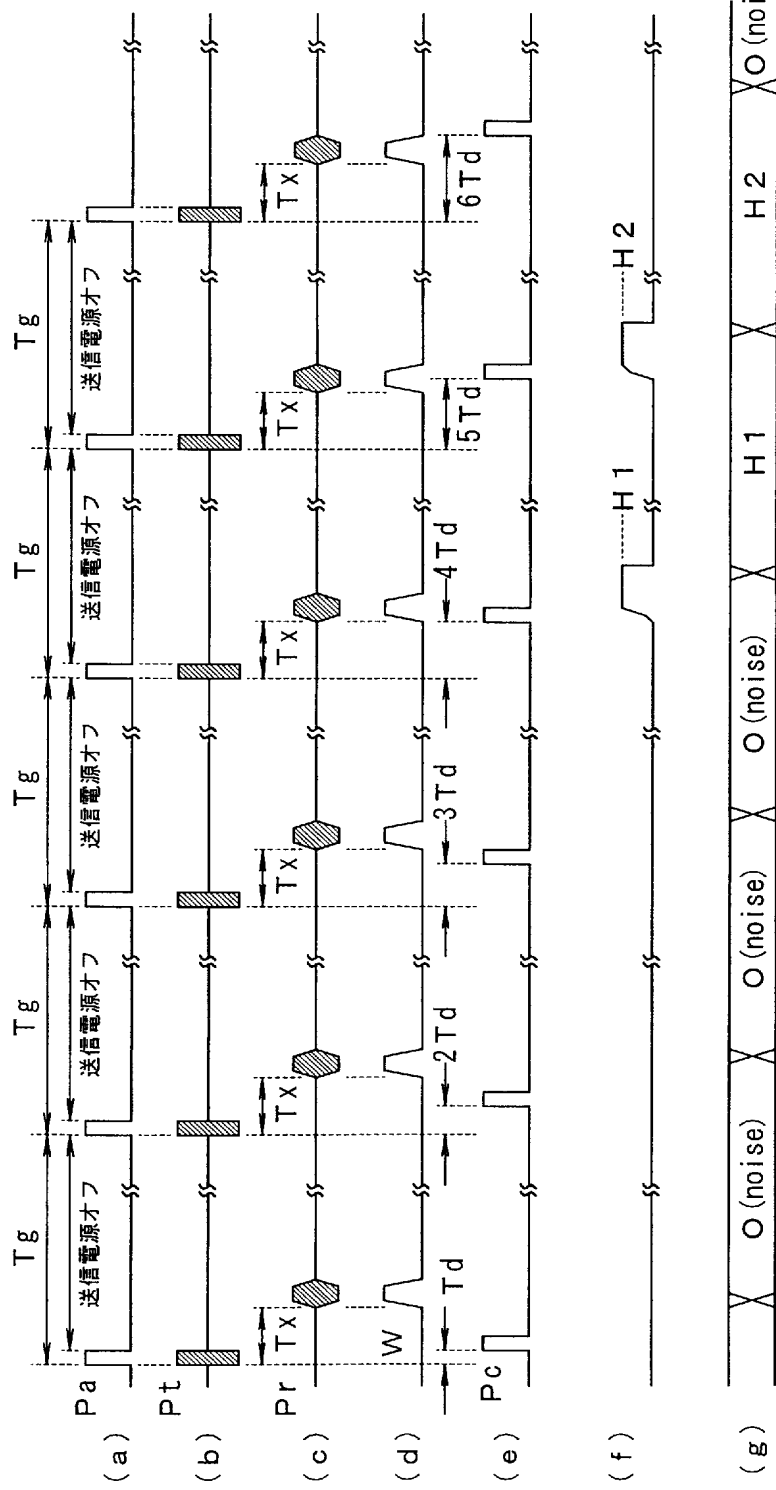 Tg Tg Tg Tg Tg
送信電源オフ 送信電源オフ 送信電源オフ 送信電源オフ 送信電源オフ
(a) Pa
(b) Pt
(c) Pr Tx Tx Tx Tx Tx Tx
(d) W
Td 2Td 3Td 4Td 5Td 6Td
(e) Pc
(f) H1 H2
(g) O(noise) O(noise) O(noise) H1 H2 O(noi